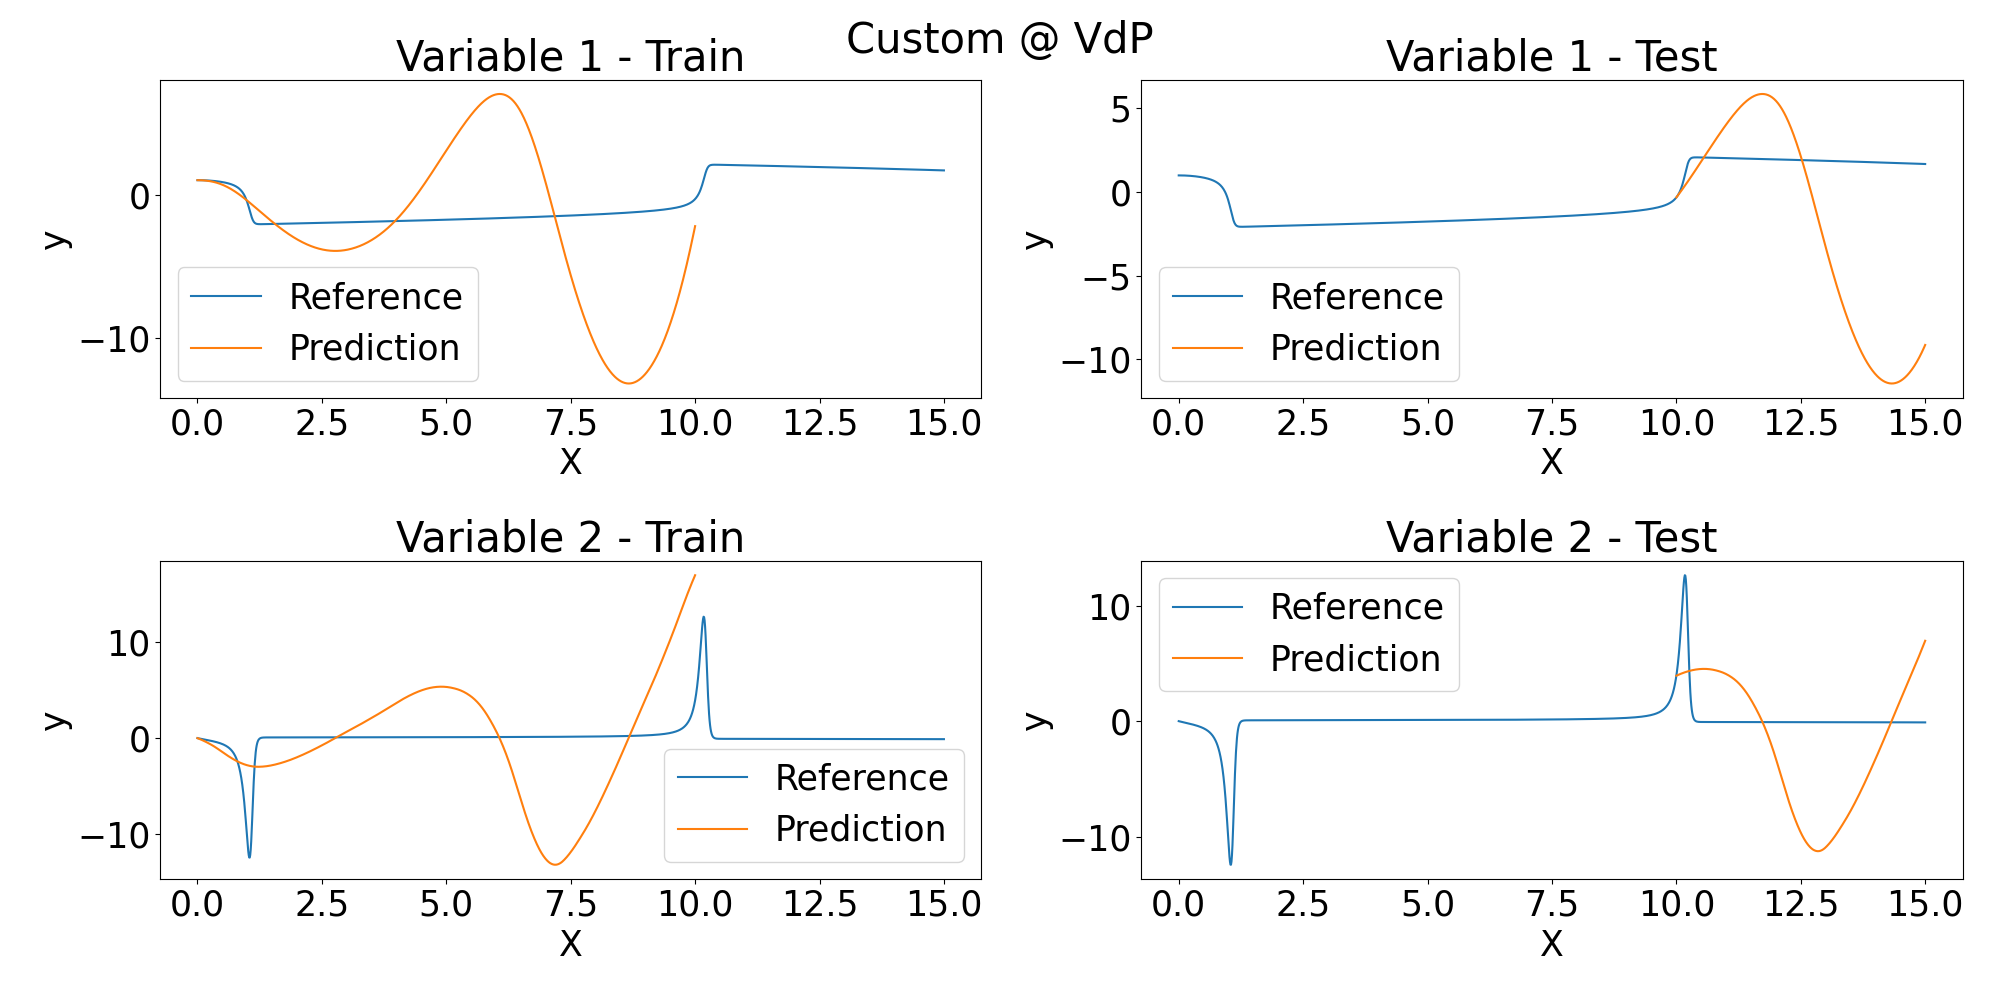 Custom @ VdP
Variable 1 - Train
0
−10
y
Reference
Prediction
0.0 2.5 5.0 7.5 10.0 12.5 15.0
X
Variable 1 - Test
5
0
−5
−10
y
Reference
Prediction
0.0 2.5 5.0 7.5 10.0 12.5 15.0
X
Variable 2 - Train
10
0
−10
y
Reference
Prediction
0.0 2.5 5.0 7.5 10.0 12.5 15.0
X
Variable 2 - Test
10
0
−10
y
Reference
Prediction
0.0 2.5 5.0 7.5 10.0 12.5 15.0
X